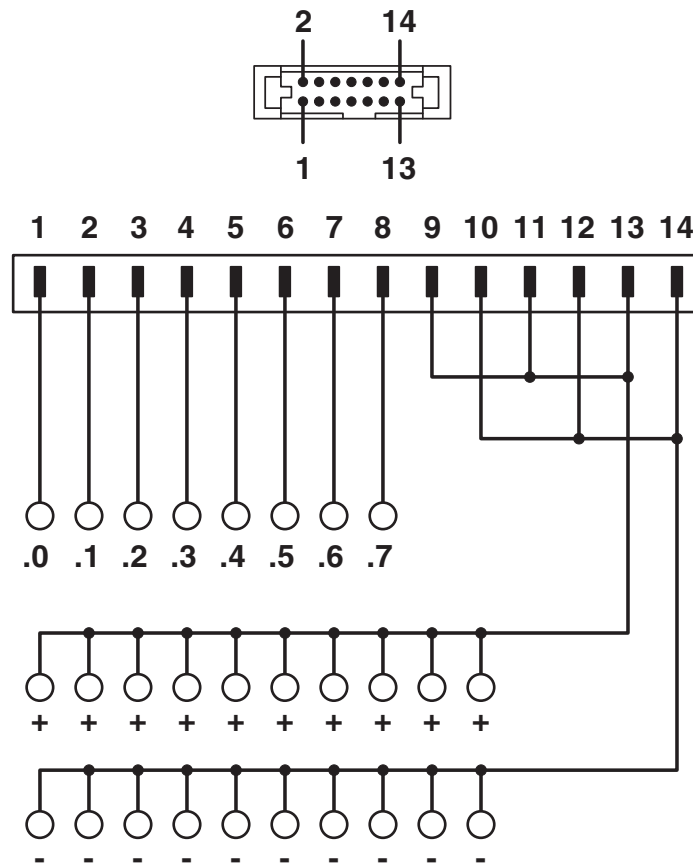 2 14
1 13
1 2 3 4 5 6 7 8 9 10 11 12 13 14
.0 .1 .2 .3 .4 .5 .6 .7
+ + + + + + + + + +
- - - - - - - - - -